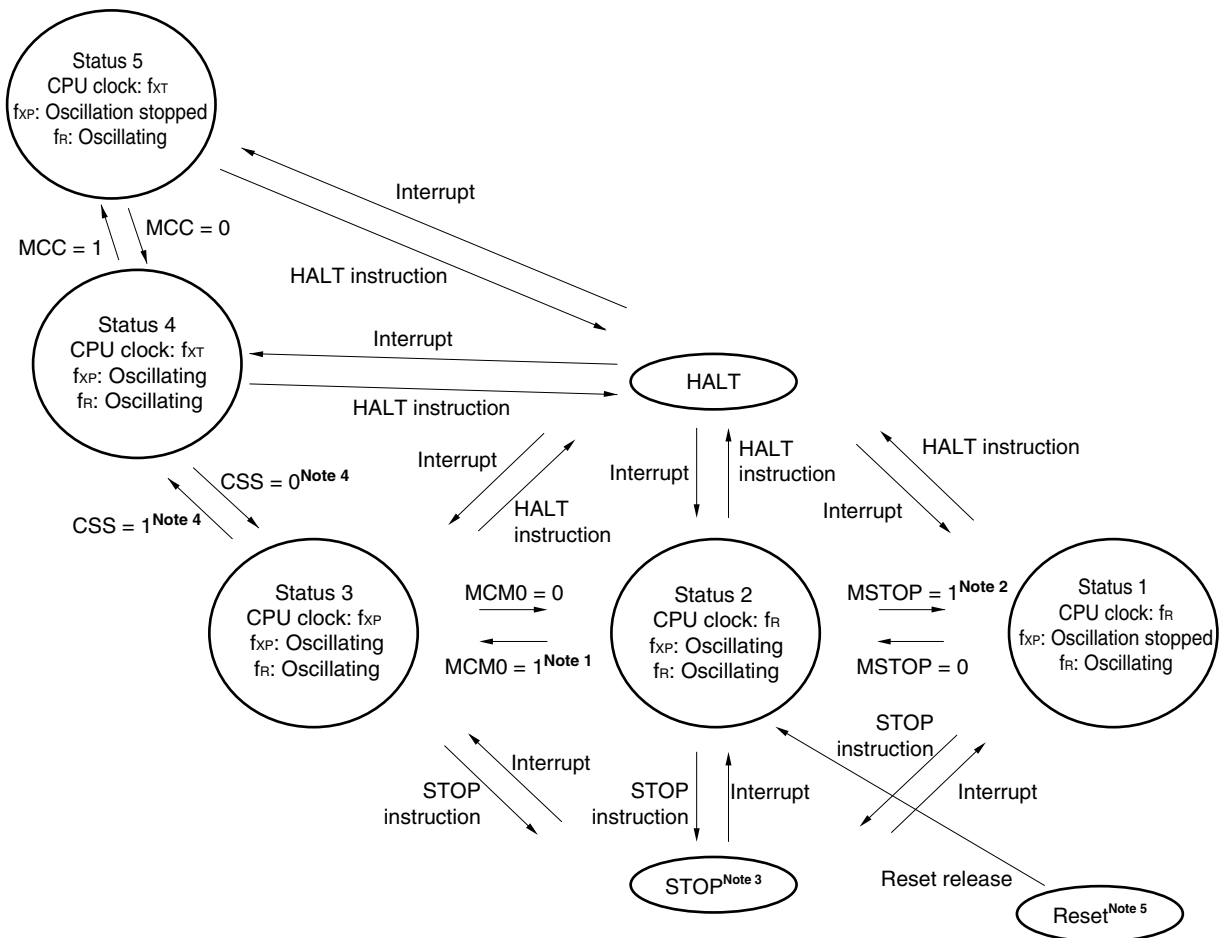 Status 5
CPU clock: fXT
fXP: Oscillation stopped
fR: Oscillating
Interrupt
MCC = 1
MCC = 0
HALT instruction
Status 4
CPU clock: fXT
fXP: Oscillating
fR: Oscillating
Interrupt
HALT instruction
HALT
CSS = 0Note 4
CSS = 1Note 4
Interrupt
HALT
instruction
Interrupt
HALT
instruction
HALT instruction
Interrupt
Status 3
CPU clock: fXP
fXP: Oscillating
fR: Oscillating
MCM0 = 0
MCM0 = 1Note 1
Status 2
CPU clock: fR
fXP: Oscillating
fR: Oscillating
MSTOP = 1Note 2
MSTOP = 0
Status 1
CPU clock: fR
fXP: Oscillation stopped
fR: Oscillating
STOP
instruction
Interrupt
STOP
instruction
Interrupt
STOP
instruction
Interrupt
STOPNote 3
Reset release
ResetNote 5